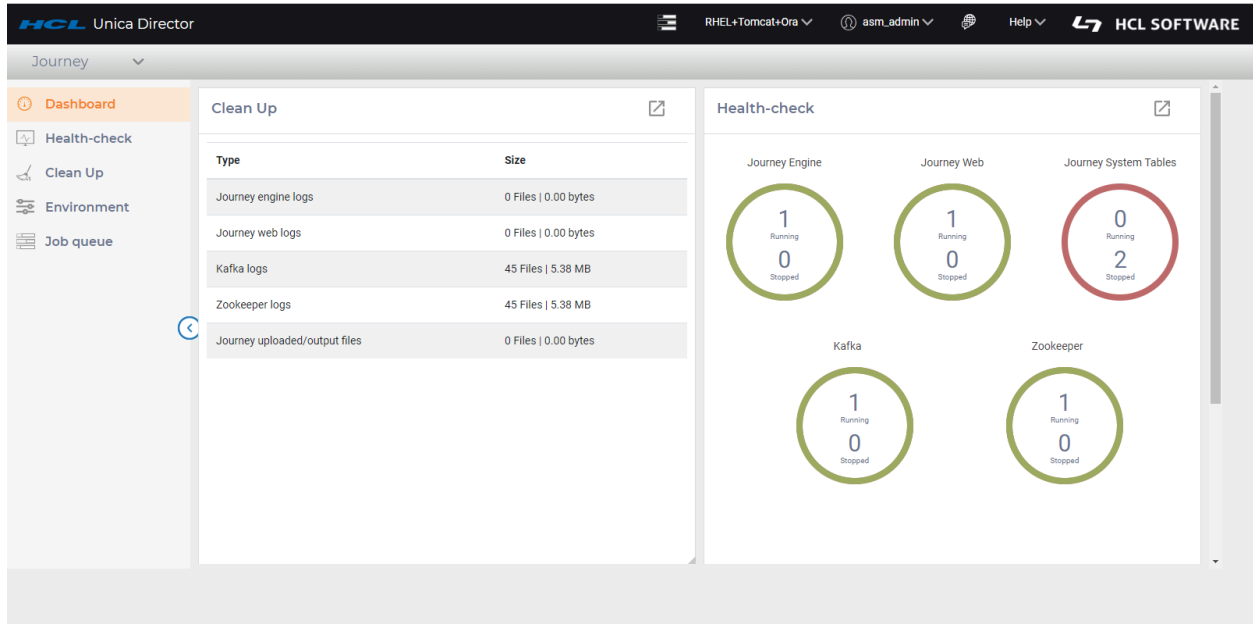 HCL Unica Director RHEL+Tomcat+Ora asm_admin Help HCL SOFTWARE
Journey
Dashboard
Health-check
Clean Up
Environment
Job queue
Clean Up
Type Size
Journey engine logs 0 Files | 0.00 bytes
Journey web logs 0 Files | 0.00 bytes
Kafka logs 45 Files | 5.38 MB
Zookeeper logs 45 Files | 5.38 MB
Journey uploaded/output files 0 Files | 0.00 bytes
Health-check
Journey Engine Journey Web Journey System Tables
1 1 0
Running Running Running
0 0 2
Stopped Stopped Stopped
Kafka Zookeeper
1 1
Running Running
0 0
Stopped Stopped